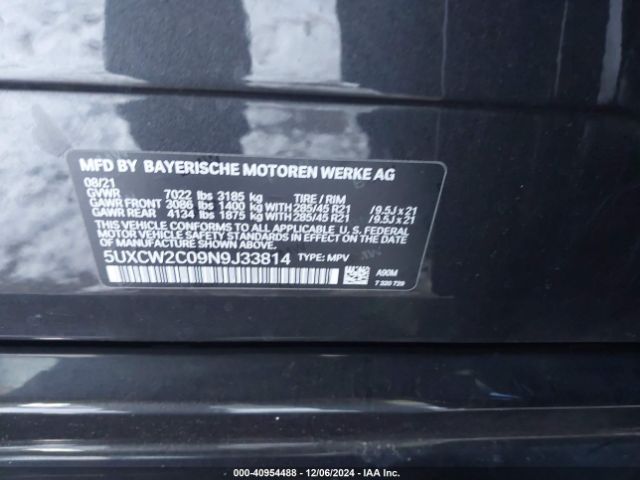 MFD BY BAYERISCHE MOTOREN WERKE AG
08/21
GVWR 7022 lbs 3185 kg TIRE / RIM
GAWR FRONT 3086 lbs 1400 kg WITH 285/45 R21 / 9.5J x 21
GAWR REAR 4134 lbs 1875 kg WITH 285/45 R21 / 9.5J x 21
THIS VEHICLE CONFORMS TO ALL APPLICABLE U.S. FEDERAL
MOTOR VEHICLE SAFETY STANDARDS IN EFFECT ON THE
DATE OF MANUFACTURE SHOWN ABOVE.
5UXCW2C09N9J33814 TYPE: MPV
A90M
7 320 729
© - 40954488 - 12/06/2024 - IAA Inc.